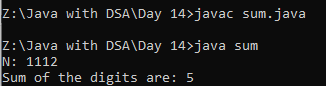 Z:\Java with DSA\Day 14>javac sum.java
Z:\Java with DSA\Day 14>java sum
N: 1112
Sum of the digits are: 5